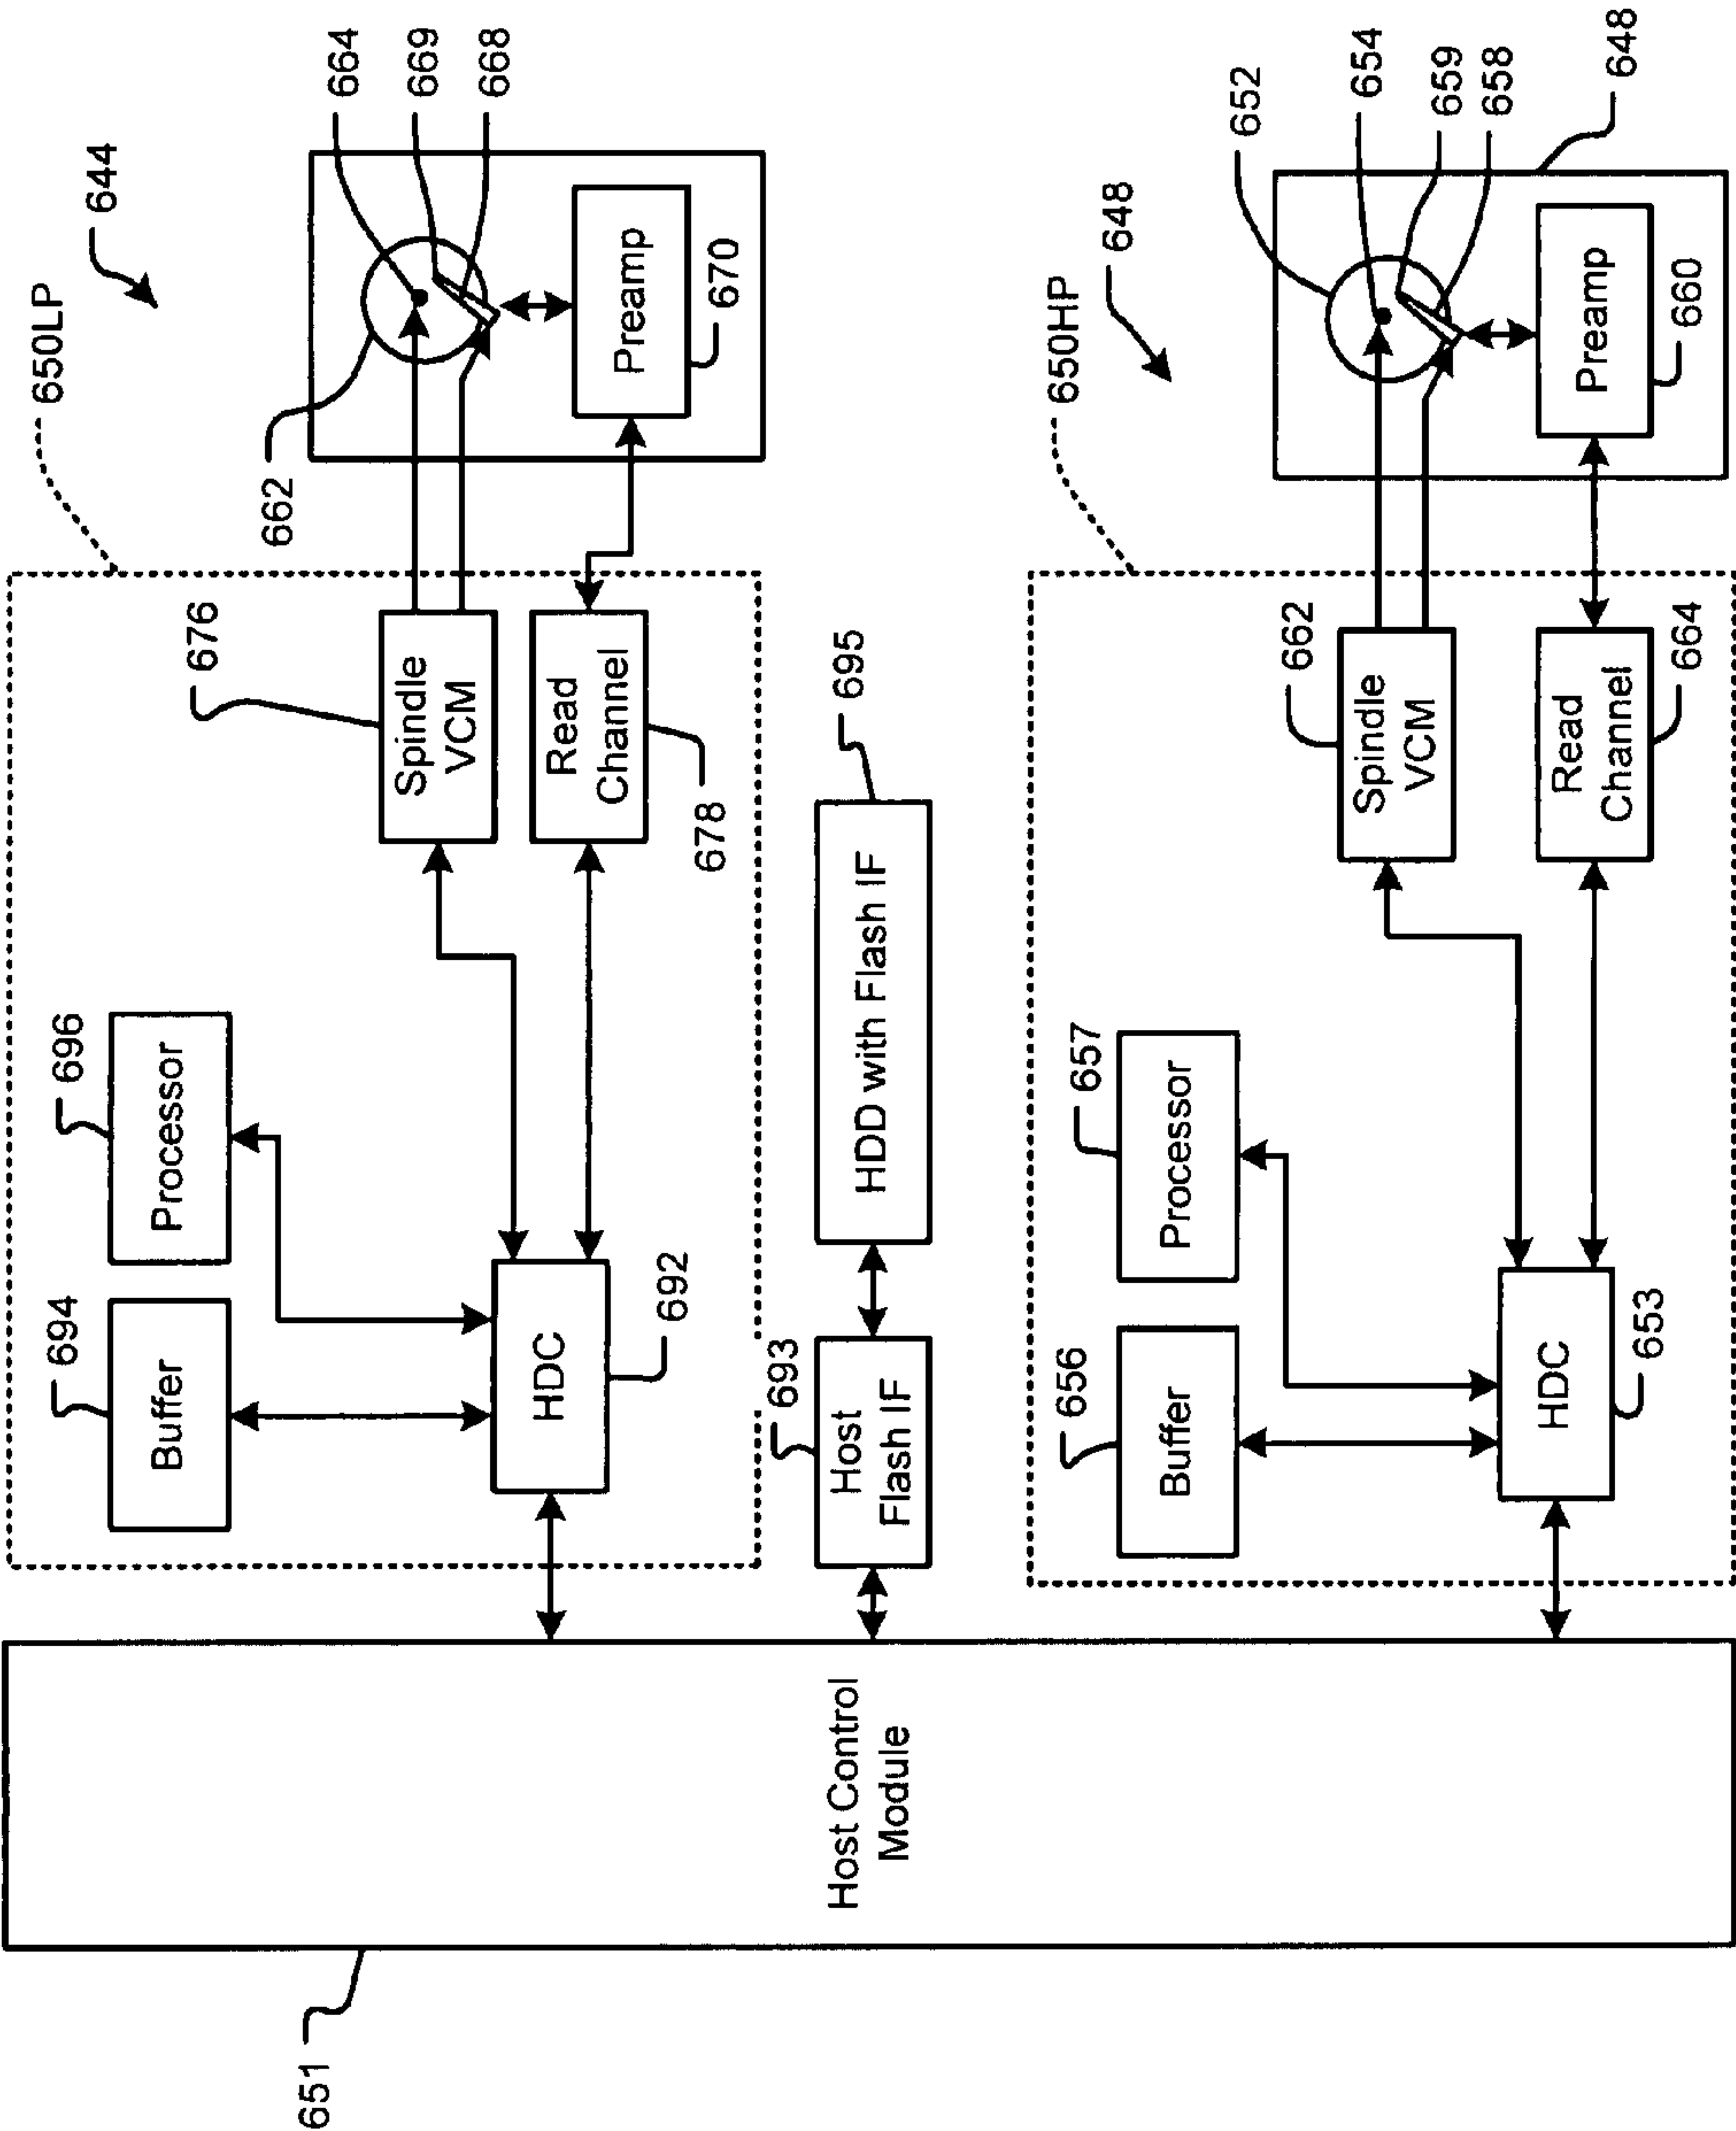 644
650LP
664
669
668
662
696
Processor
694
Buffer
676
Spindle
VCM
Read
Channel
678
HDC
692
Preamp
670
651
Host Control
Module
693
Host
Flash IF
695
HDD with Flash IF
650HP
648
652
654
659
658
648
657
Processor
656
Buffer
662
Spindle
VCM
Read
Channel
664
HDC
653
Preamp
660